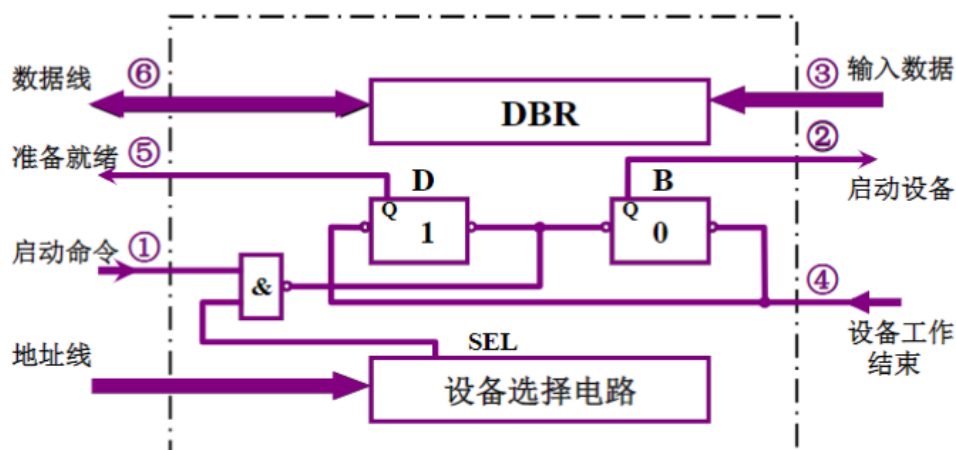 数据线 ⑥
DBR
③ 输入数据
准备就绪 ⑤
②
启动设备
D
Q
1
B
Q
0
启动命令 ①
&
④
设备工作
结束
地址线
SEL
设备选择电路